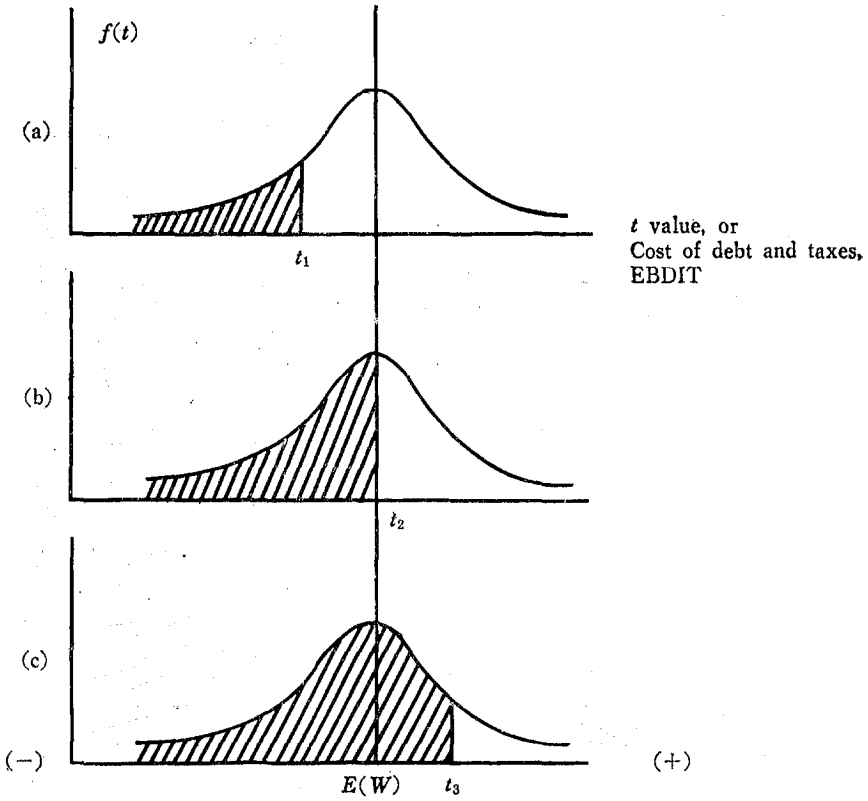 f(t)
(a)
t value, or
Cost of debt and taxes,
EBDIT
t₁
(b)
t₂
(c)
(−)
(+)
E(W)
t₃